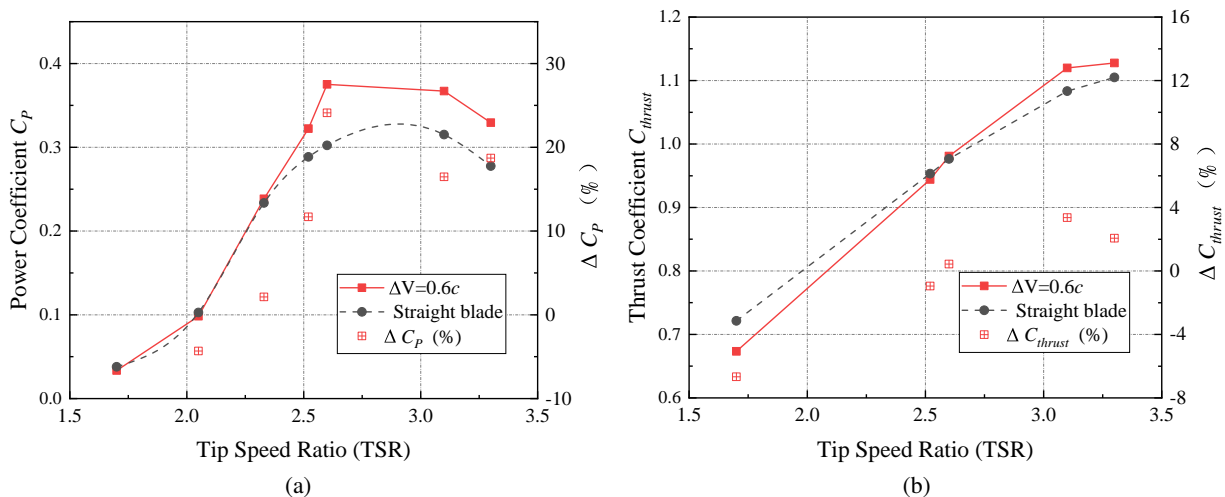 0.4
0.3
0.2
0.1
0.0
30
20
10
0
-10
1.5
2.0
2.5
3.0
3.5
Power Coefficient C_P
Δ C_P (%)
Tip Speed Ratio (TSR)
ΔV=0.6c
Straight blade
Δ C_P (%)
(a)
1.2
1.1
1.0
0.9
0.8
0.7
0.6
16
12
8
4
0
-4
-8
1.5
2.0
2.5
3.0
3.5
Thrust Coefficient C_thrust
Δ C_thrust (%)
Tip Speed Ratio (TSR)
ΔV=0.6c
Straight blade
Δ C_thrust (%)
(b)